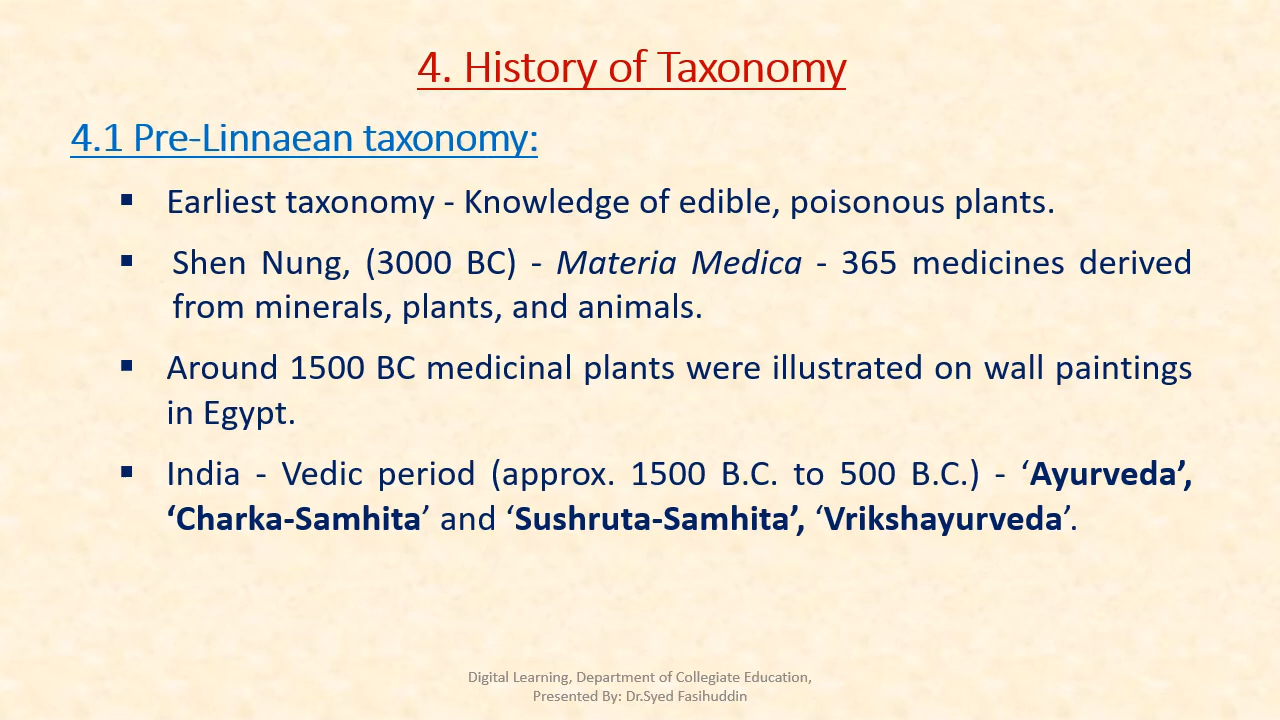 4. History of Taxonomy
4.1 Pre-Linnaean taxonomy:
▪ Earliest taxonomy - Knowledge of edible, poisonous plants.
▪ Shen Nung, (3000 BC) - Materia Medica - 365 medicines derived
from minerals, plants, and animals.
▪ Around 1500 BC medicinal plants were illustrated on wall paintings
in Egypt.
▪ India - Vedic period (approx. 1500 B.C. to 500 B.C.) - ‘Ayurveda’,
‘Charka-Samhita’ and ‘Sushruta-Samhita’, ‘Vrikshayurveda’.
Digital Learning, Department of Collegiate Education,
Presented By: Dr.Syed Fasihuddin